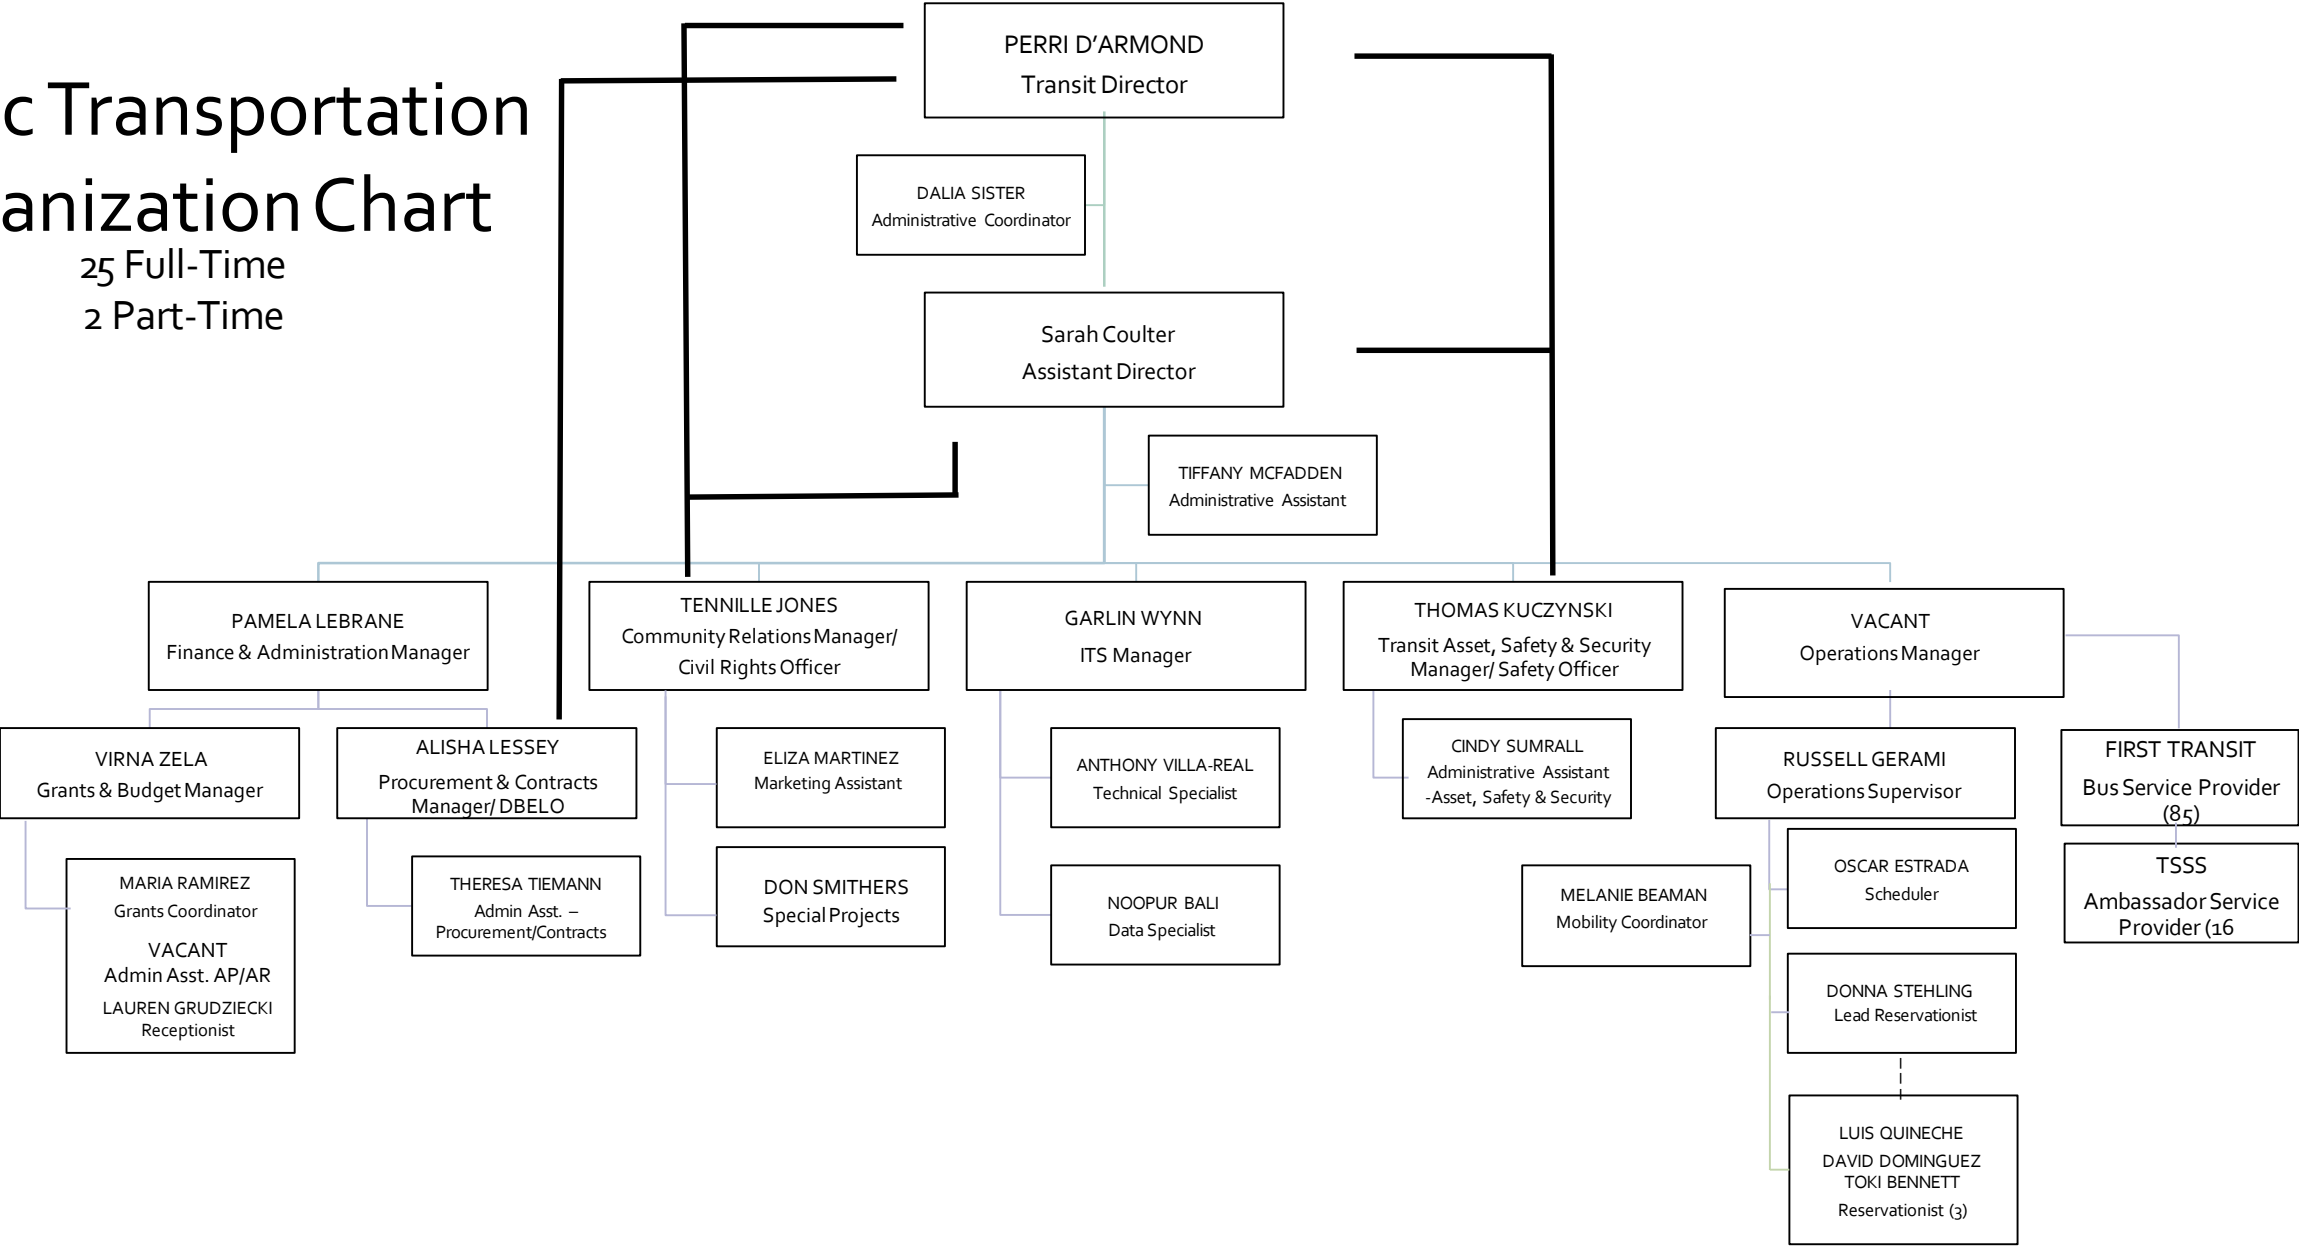 c Transportation
anization Chart
25 Full-Time
2 Part-Time
PERRI D’ARMOND
Transit Director
DALIA SISTER
Administrative Coordinator
Sarah Coulter
Assistant Director
TIFFANY MCFADDEN
Administrative Assistant
PAMELA LEBRANE
Finance & Administration Manager
TENNILLE JONES
Community Relations Manager/
Civil Rights Officer
GARLIN WYNN
ITS Manager
THOMAS KUCZYNSKI
Transit Asset, Safety & Security
Manager/ Safety Officer
VACANT
Operations Manager
VIRNA ZELA
Grants & Budget Manager
ALISHA LESSEY
Procurement & Contracts
Manager/ DBELO
ELIZA MARTINEZ
Marketing Assistant
ANTHONY VILLA-REAL
Technical Specialist
CINDY SUMRALL
Administrative Assistant
-Asset, Safety & Security
RUSSELL GERAMI
Operations Supervisor
FIRST TRANSIT
Bus Service Provider
(85)
MARIA RAMIREZ
Grants Coordinator
VACANT
Admin Asst. AP/AR
LAUREN GRUDZIECKI
Receptionist
THERESA TIEMANN
Admin Asst. –
Procurement/Contracts
DON SMITHERS
Special Projects
NOOPUR BALI
Data Specialist
MELANIE BEAMAN
Mobility Coordinator
OSCAR ESTRADA
Scheduler
TSSS
Ambassador Service
Provider (16
DONNA STEHLING
Lead Reservationist
LUIS QUINECHE
DAVID DOMINGUEZ
TOKI BENNETT
Reservationist (3)